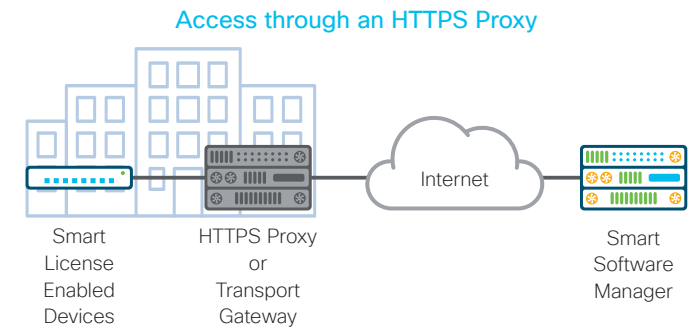 Access through an HTTPS Proxy
Internet
Smart
License
Enabled
Devices
HTTPS Proxy
or
Transport
Gateway
Smart
Software
Manager